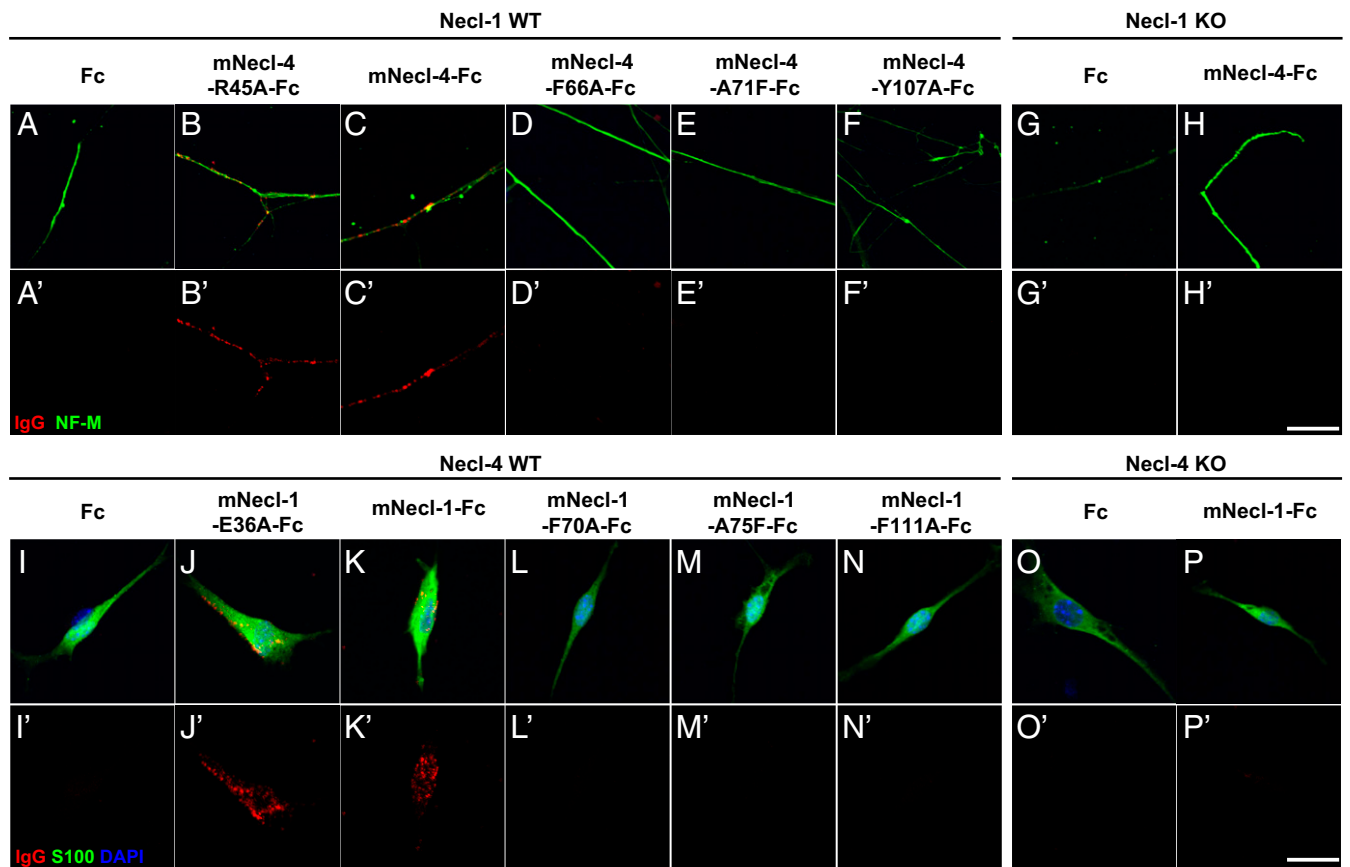 Necl-1 WT Necl-1 KO
Fc mNecl-4 -R45A-Fc mNecl-4-Fc mNecl-4 -F66A-Fc mNecl-4 -A71F-Fc mNecl-4 -Y107A-Fc Fc mNecl-4-Fc
A B C D E F G H
A' B' C' D' E' F' G' H'
IgG NF-M
Necl-4 WT Necl-4 KO
Fc mNecl-1 -E36A-Fc mNecl-1-Fc mNecl-1 -F70A-Fc mNecl-1 -A75F-Fc mNecl-1 -F111A-Fc Fc mNecl-1-Fc
I J K L M N O P
I' J' K' L' M' N' O' P'
IgG S100 DAPI